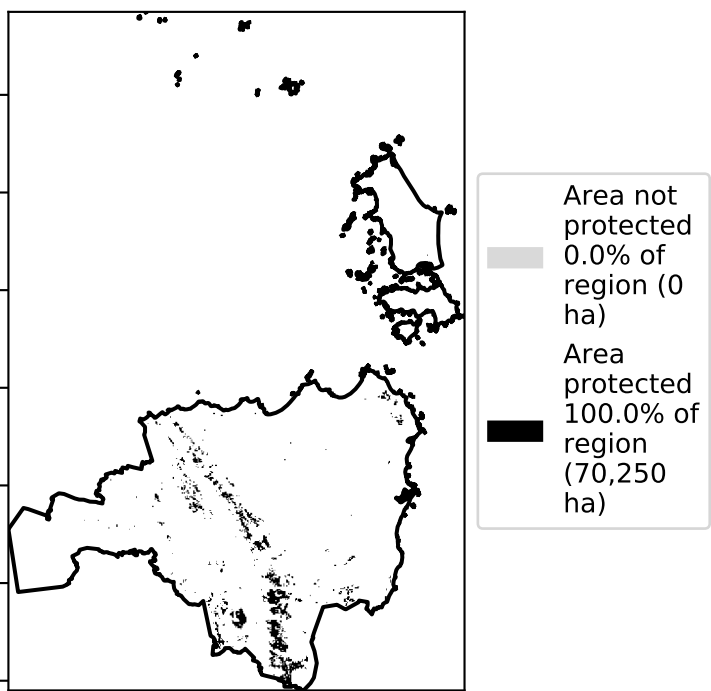 Area not
protected
0.0% of
region (0
ha)
Area
protected
100.0% of
region
(70,250
ha)